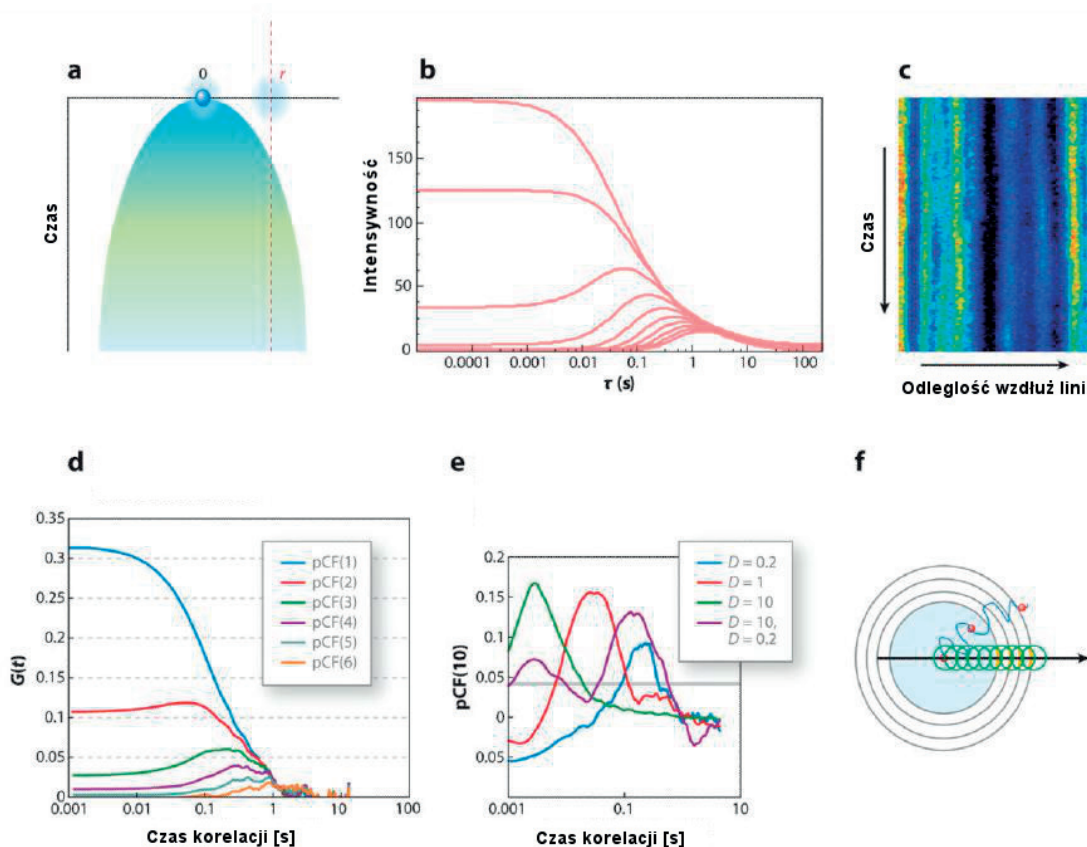 a
0
r
Czas
b
Intensywność
150
100
50
0
0.0001
0.001
0.01
0.1
1
100
τ (s)
c
Czas
Odleglość wzdłuż lini
d
G(t)
0.35
0.3
0.25
0.2
0.15
0.1
0.05
0
0.001
0.01
0.1
1
10
100
Czas korelacji [s]
pCF(1)
pCF(2)
pCF(3)
pCF(4)
pCF(5)
pCF(6)
e
pCF(10)
0.2
0.15
0.1
0.05
0
0.05
0.001
0.1
10
Czas korelacji [s]
D = 0.2
D = 1
D = 10
D = 10,
D = 0.2
f